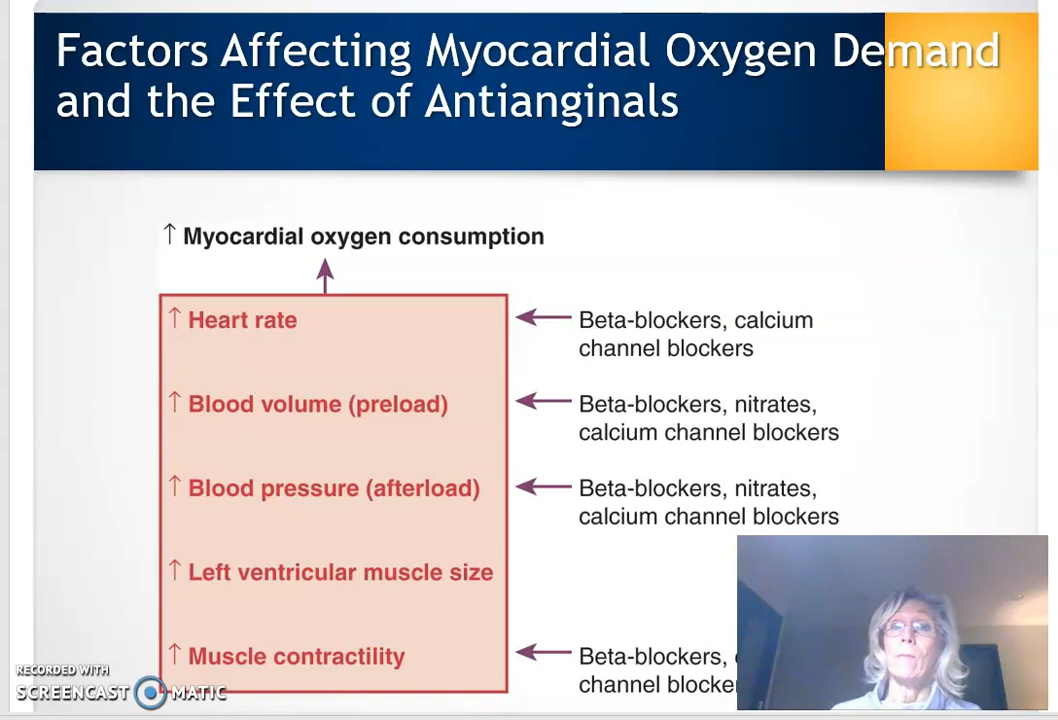 Factors Affecting Myocardial Oxygen Demand
and the Effect of Antianginals
↑ Myocardial oxygen consumption
↑ Heart rate
Beta-blockers, calcium
channel blockers
↑ Blood volume (preload)
Beta-blockers, nitrates,
calcium channel blockers
↑ Blood pressure (afterload)
Beta-blockers, nitrates,
calcium channel blockers
↑ Left ventricular muscle size
↑ Muscle contractility
Beta-blockers,
channel
RECORDED WITH
SCREENCAST MATIC